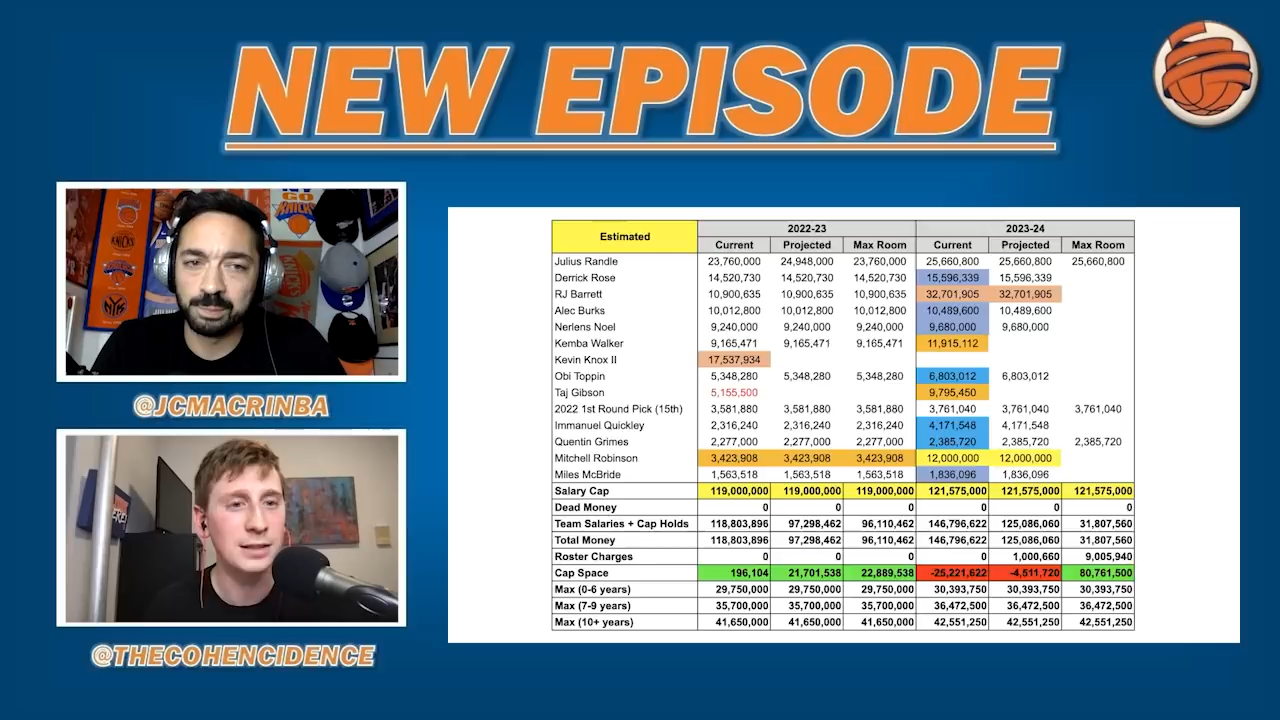 NEW EPISODE
GO
KNICKS
KNICKS
NYK
@JCMACRINBA
@THECOHENCIDENCE
Estimated 2022-23 2023-24
Current Projected Max Room Current Projected Max Room
Julius Randle 23,760,000 24,948,000 23,760,000 25,660,800 25,660,800 25,660,800
Derrick Rose 14,520,730 14,520,730 14,520,730 15,596,339 15,596,339
RJ Barrett 10,900,635 10,900,635 10,900,635 32,701,905 32,701,905
Alec Burks 10,012,800 10,012,800 10,012,800 10,489,600 10,489,600
Nerlens Noel 9,240,000 9,240,000 9,240,000 9,680,000 9,680,000
Kemba Walker 9,165,471 9,165,471 9,165,471 11,915,112
Kevin Knox II 17,537,934
Obi Toppin 5,348,280 5,348,280 5,348,280 6,803,012 6,803,012
Taj Gibson 5,155,500 9,795,450
2022 1st Round Pick (15th) 3,581,880 3,581,880 3,581,880 3,761,040 3,761,040 3,761,040
Immanuel Quickley 2,316,240 2,316,240 2,316,240 4,171,548 4,171,548
Quentin Grimes 2,277,000 2,277,000 2,277,000 2,385,720 2,385,720 2,385,720
Mitchell Robinson 3,423,908 3,423,908 3,423,908 12,000,000 12,000,000
Miles McBride 1,563,518 1,563,518 1,563,518 1,836,096 1,836,096
Salary Cap 119,000,000 119,000,000 119,000,000 121,575,000 121,575,000 121,575,000
Dead Money 0 0 0 0 0 0
Team Salaries + Cap Holds 118,803,896 97,298,462 96,110,462 146,796,622 125,086,060 31,807,560
Total Money 118,803,896 97,298,462 96,110,462 146,796,622 125,086,060 31,807,560
Roster Charges 0 0 0 0 1,000,660 9,005,940
Cap Space 196,104 21,701,538 22,889,538 -25,221,622 -4,511,720 80,761,500
Max (0-6 years) 29,750,000 29,750,000 29,750,000 30,393,750 30,393,750 30,393,750
Max (7-9 years) 35,700,000 35,700,000 35,700,000 36,472,500 36,472,500 36,472,500
Max (10+ years) 41,650,000 41,650,000 41,650,000 42,551,250 42,551,250 42,551,250